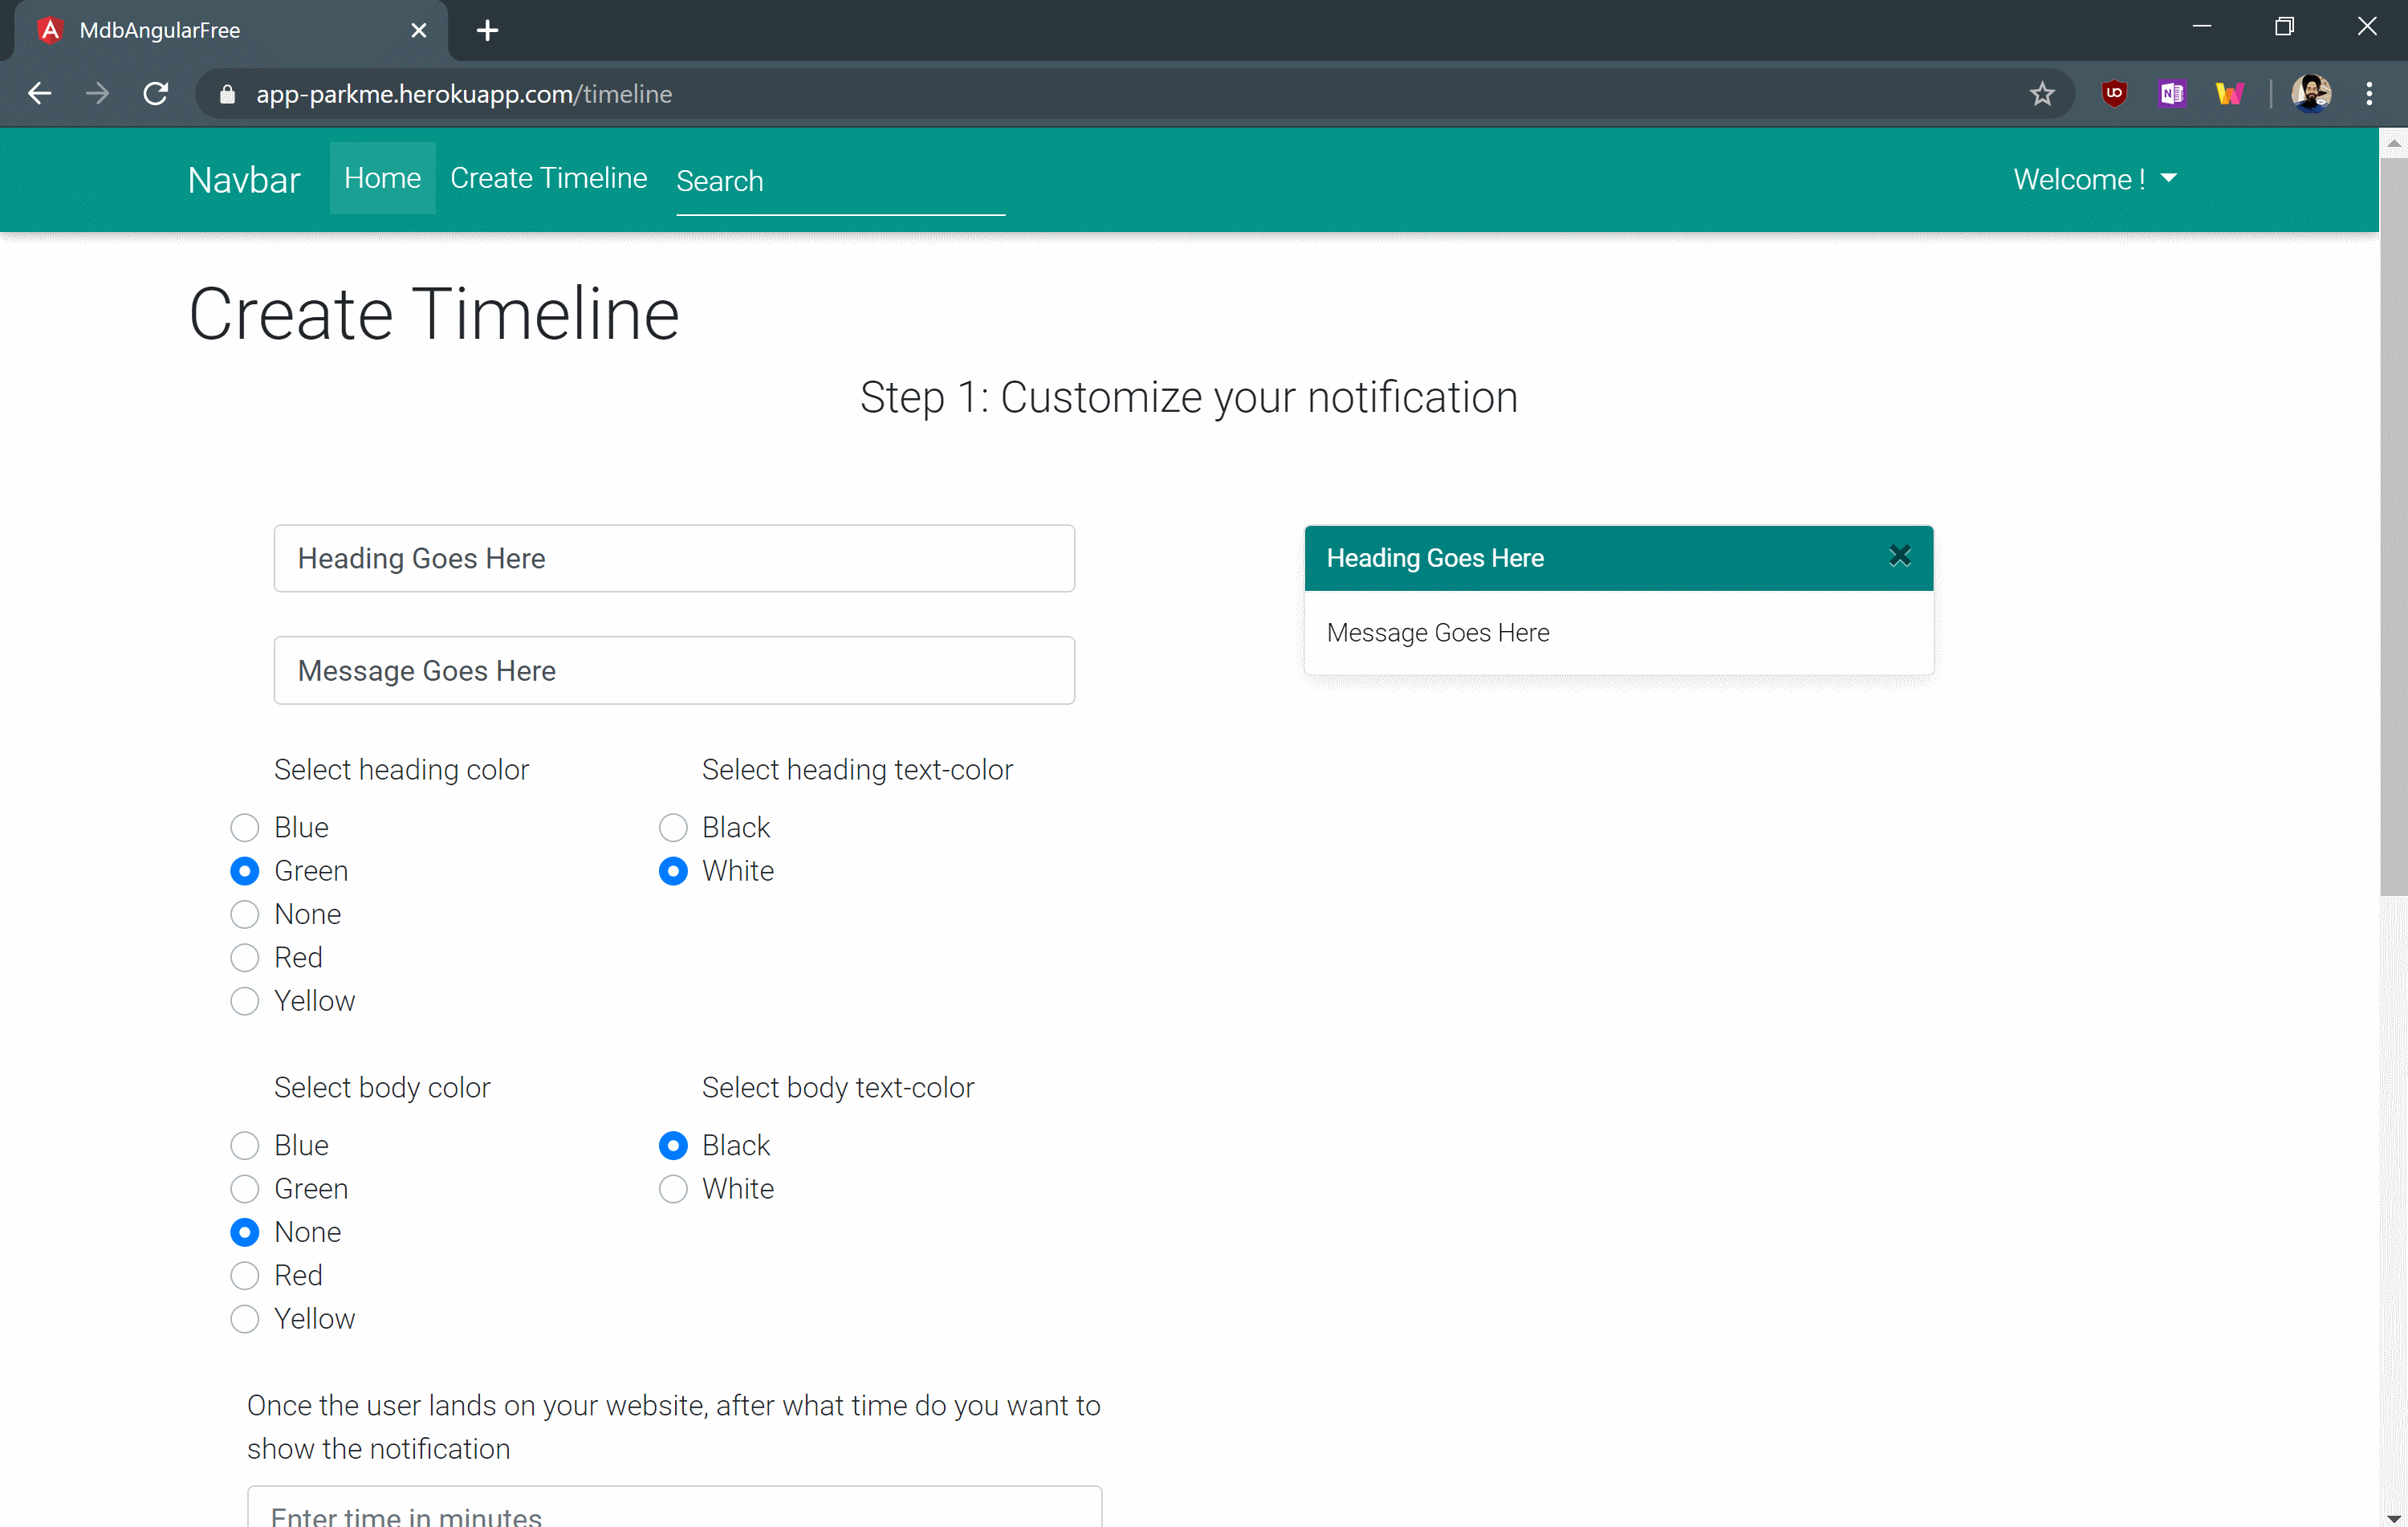 MdbAngularFree
app-parkme.herokuapp.com/timeline
Navbar Home Create Timeline Search Welcome !
Create Timeline
Step 1: Customize your notification
Heading Goes Here
Message Goes Here
Heading Goes Here
Message Goes Here
Select heading color
Blue
Green
None
Red
Yellow
Select heading text-color
Black
White
Select body color
Blue
Green
None
Red
Yellow
Select body text-color
Black
White
Once the user lands on your website, after what time do you want to
show the notification
Enter time in minutes